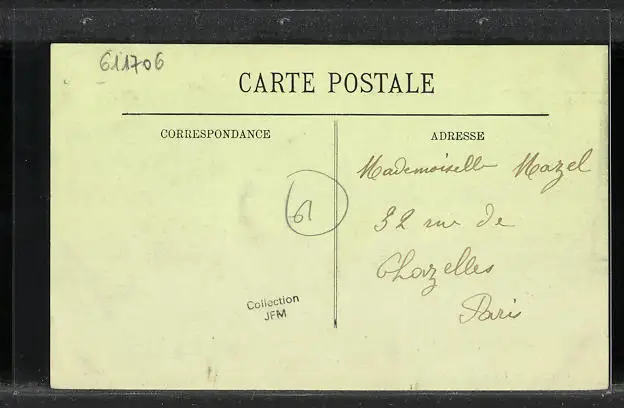 611706
CARTE POSTALE
CORRESPONDANCE
ADRESSE
Mademoiselle Mazel
32 rue de
Chazelles
Paris
61
Collection
JFM